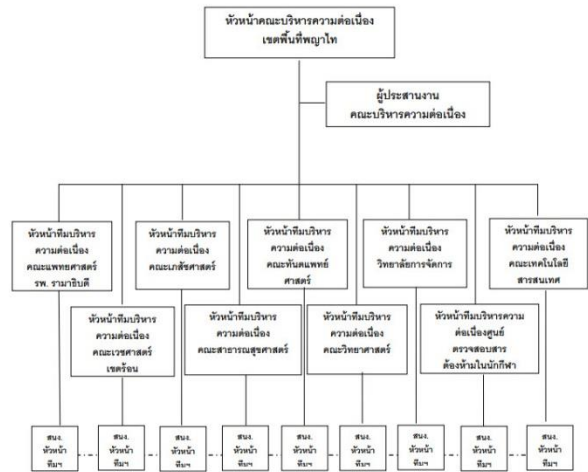 หัวหน้าคณะบริหารความต่อเนื่อง
เขตพื้นที่พญาไท
ผู้ประสานงาน
คณะบริหารความต่อเนื่อง
หัวหน้าทีมบริหาร
ความต่อเนื่อง
คณะแพทยศาสตร์
รพ. รามาธิบดี
หัวหน้าทีมบริหาร
ความต่อเนื่อง
คณะเภสัชศาสตร์
หัวหน้าทีมบริหาร
ความต่อเนื่อง
คณะทันตแพทย์
ศาสตร์
หัวหน้าทีมบริหาร
ความต่อเนื่อง
วิทยาลัยการจัดการ
หัวหน้าทีมบริหาร
ความต่อเนื่อง
คณะเทคโนโลยี
สารสนเทศ
หัวหน้าทีมบริหาร
ความต่อเนื่อง
คณะเวชศาสตร์
เขตร้อน
หัวหน้าทีมบริหาร
ความต่อเนื่อง
คณะสาธารณสุขศาสตร์
หัวหน้าทีมบริหาร
ความต่อเนื่อง
คณะวิทยาศาสตร์
หัวหน้าทีมบริหารความ
ต่อเนื่องศูนย์
ตรวจสอบสาร
ต้องห้ามในนักกีฬา
สนง.
หัวหน้า
ทีมฯ
สนง.
หัวหน้า
ทีมฯ
สนง.
หัวหน้า
ทีมฯ
สนง.
หัวหน้า
ทีมฯ
สนง.
หัวหน้า
ทีมฯ
สนง.
หัวหน้า
ทีมฯ
สนง.
หัวหน้า
ทีมฯ
สนง.
หัวหน้า
ทีมฯ
สนง.
หัวหน้า
ทีมฯ